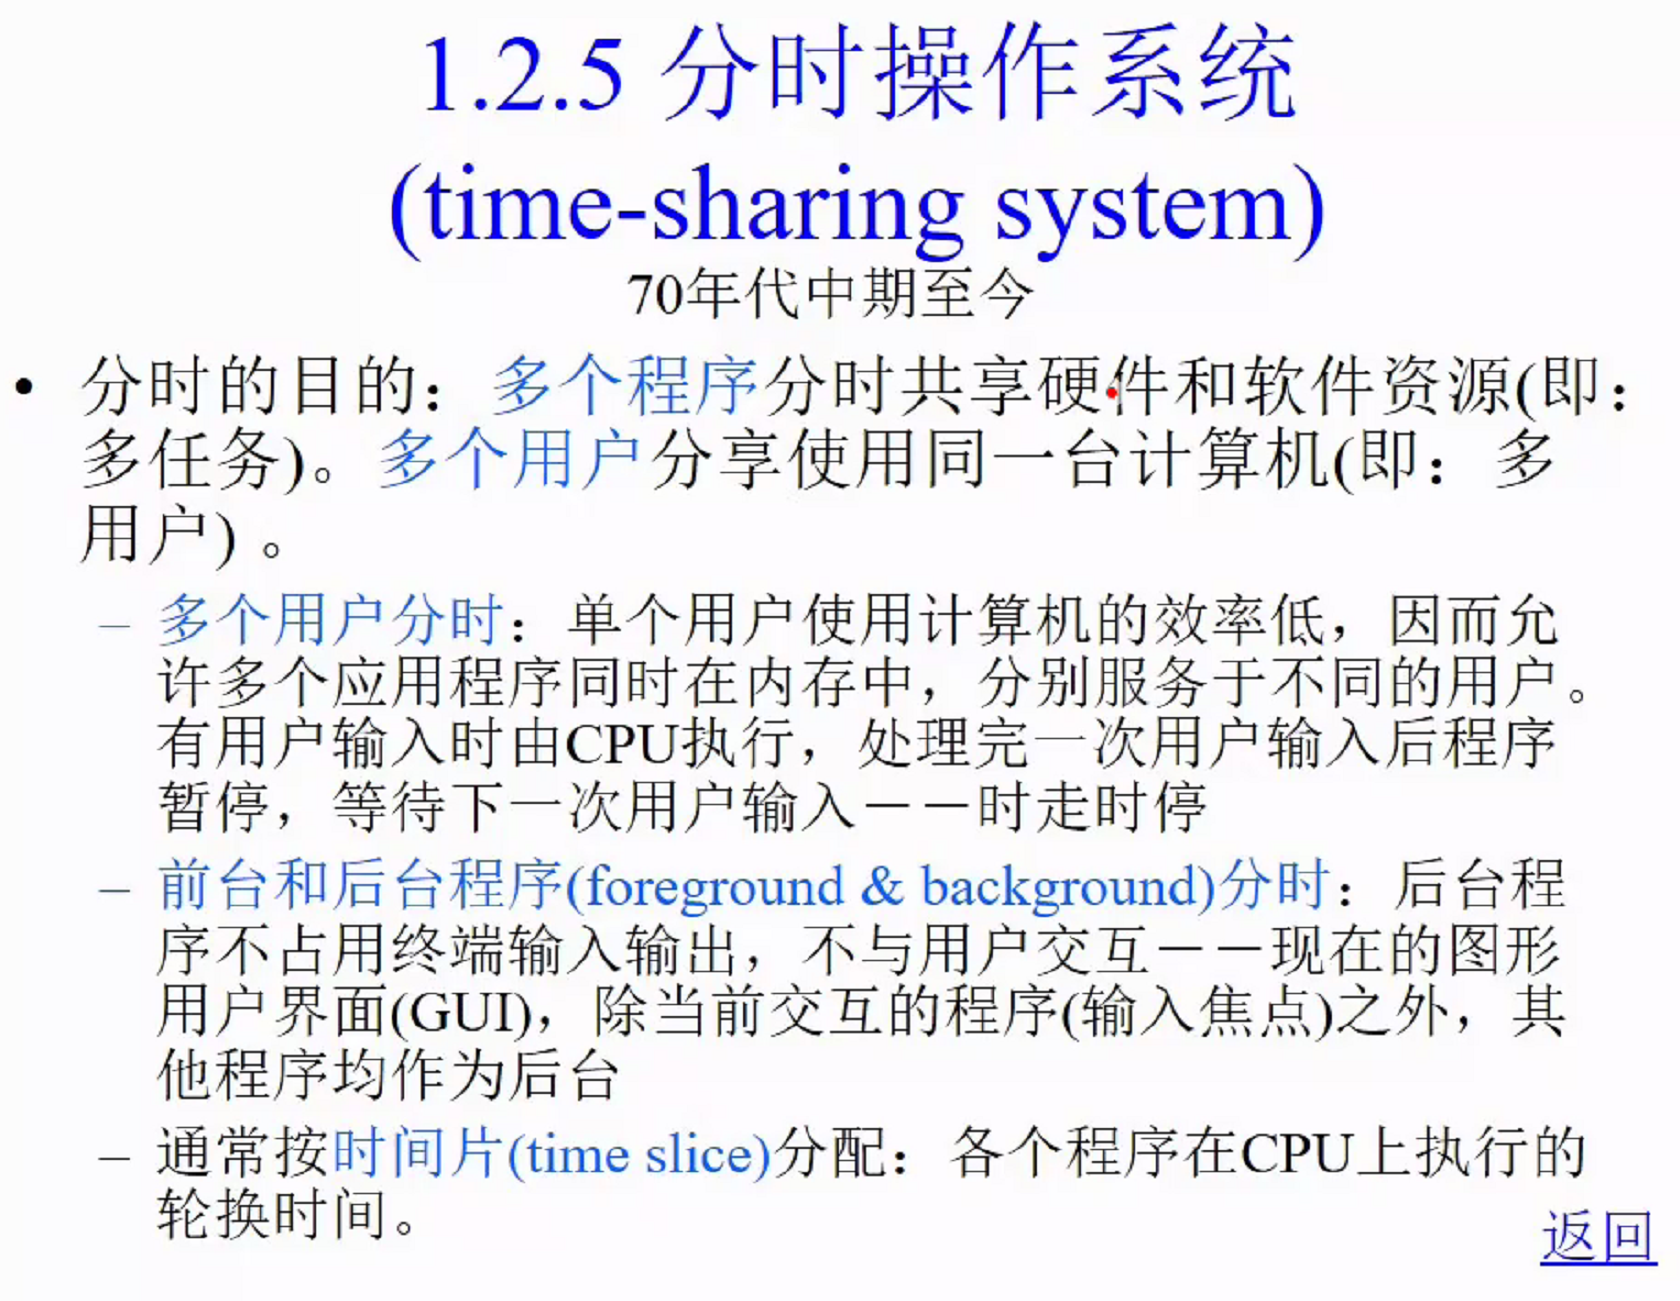 1.2.5 分时操作系统
(time-sharing system)
70年代中期至今
• 分时的目的：多个程序分时共享硬件和软件资源(即：
多任务)。多个用户分享使用同一台计算机(即：多
用户) 。
– 多个用户分时：单个用户使用计算机的效率低，因而允
许多个应用程序同时在内存中，分别服务于不同的用户。
有用户输入时由CPU执行，处理完一次用户输入后程序
暂停，等待下一次用户输入－－时走时停
– 前台和后台程序(foreground & background)分时：后台程
序不占用终端输入输出，不与用户交互－－现在的图形
用户界面(GUI)，除当前交互的程序(输入焦点)之外，其
他程序均作为后台
– 通常按时间片(time slice)分配：各个程序在CPU上执行的
轮换时间。
返回